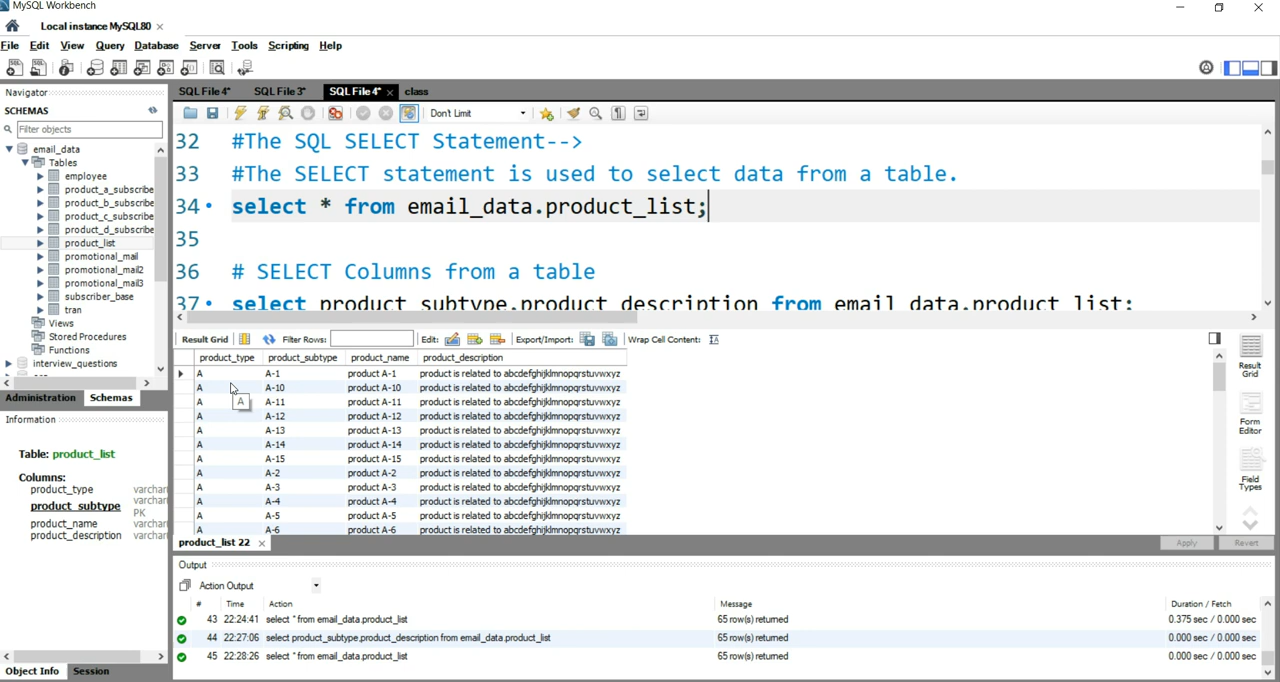 MySQL Workbench
Local instance MySQL80 ×
File Edit View Query Database Server Tools Scripting Help
Navigator
SCHEMAS
Filter objects
email_data
Tables
employee
product_a_subscribe
product_b_subscribe
product_c_subscribe
product_d_subscribe
product_list
promotional_mail
promotional_mail2
promotional_mail3
subscriber_base
tran
Views
Stored Procedures
Functions
interview_questions
Administration Schemas
Information
Table: product_list
Columns:
product_type varchar
product_subtype varchar
PK
product_name varchar
product_description varchar
Object Info Session
SQL File 4* SQL File 3* SQL File 4* × class
Don't Limit
32 #The SQL SELECT Statement-->
33 #The SELECT statement is used to select data from a table.
34 • select * from email_data.product_list;
35
36 # SELECT Columns from a table
37 • select product_subtype,product_description from email_data.product_list;
Result Grid Filter Rows: Edit: Export/Import: Wrap Cell Content:
product_type product_subtype product_name product_description
A A-1 product A-1 product is related to abcdefghijklmnopqrstuvwxyz
A A-10 product A-10 product is related to abcdefghijklmnopqrstuvwxyz
A A-11 product A-11 product is related to abcdefghijklmnopqrstuvwxyz
A A-12 product A-12 product is related to abcdefghijklmnopqrstuvwxyz
A A-13 product A-13 product is related to abcdefghijklmnopqrstuvwxyz
A A-14 product A-14 product is related to abcdefghijklmnopqrstuvwxyz
A A-15 product A-15 product is related to abcdefghijklmnopqrstuvwxyz
A A-2 product A-2 product is related to abcdefghijklmnopqrstuvwxyz
A A-3 product A-3 product is related to abcdefghijklmnopqrstuvwxyz
A A-4 product A-4 product is related to abcdefghijklmnopqrstuvwxyz
A A-5 product A-5 product is related to abcdefghijklmnopqrstuvwxyz
A A-6 product A-6 product is related to abcdefghijklmnopqrstuvwxyz
A
Result
Grid
Form
Editor
Field
Types
product_list 22 ×
Apply Revert
Output
Action Output
# Time Action Message Duration / Fetch
43 22:24:41 select * from email_data.product_list 65 row(s) returned 0.375 sec / 0.000 sec
44 22:27:06 select product_subtype,product_description from email_data.product_list 65 row(s) returned 0.000 sec / 0.000 sec
45 22:28:26 select * from email_data.product_list 65 row(s) returned 0.000 sec / 0.000 sec